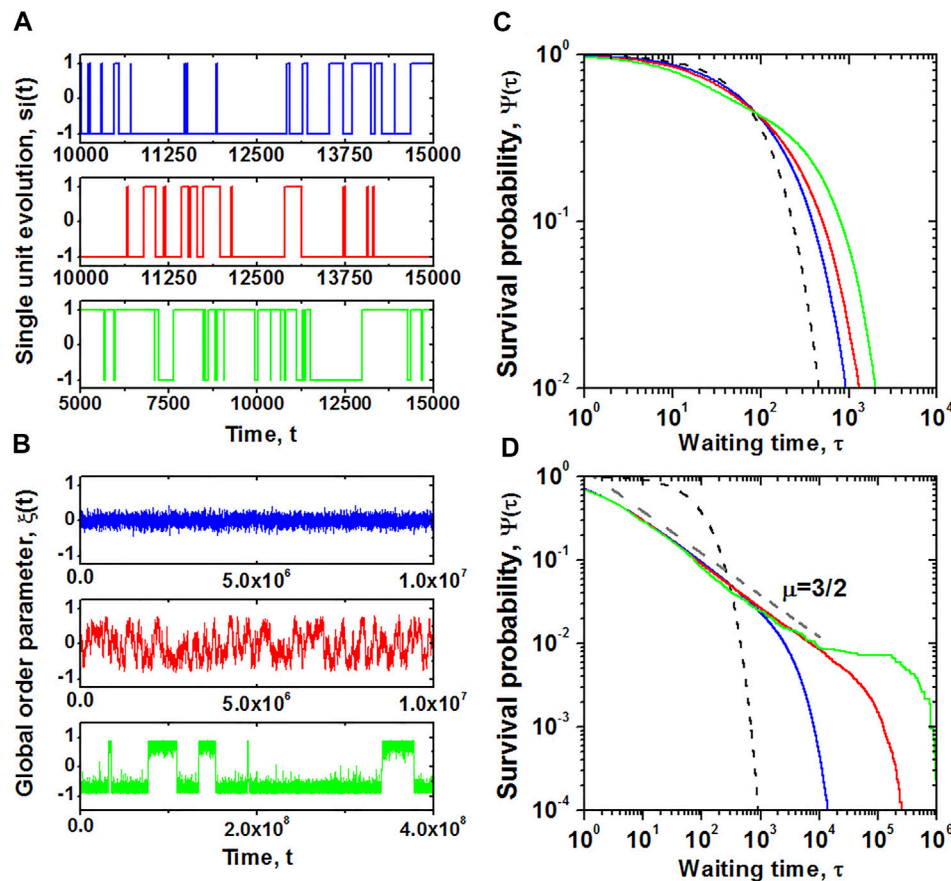 A
Single unit evolution, si(t)
1
0
-1
10000 11250 12500 13750 15000
1
0
-1
10000 11250 12500 13750 15000
1
0
-1
5000 7500 10000 12500 15000
Time, t
B
Global order parameter, ξ(t)
1
0
-1
0.0 5.0x10⁶ 1.0x10⁷
1
0
-1
0.0 5.0x10⁶ 1.0x10⁷
1
0
-1
0.0 2.0x10⁸ 4.0x10⁸
Time, t
C
Survival probability, Ψ(τ)
10⁰
10⁻¹
10⁻²
10⁰ 10¹ 10² 10³ 10⁴
Waiting time, τ
D
Survival probability, Ψ(τ)
10⁰
10⁻¹
10⁻²
10⁻³
10⁻⁴
μ=3/2
10⁰ 10¹ 10² 10³ 10⁴ 10⁵ 10⁶
Waiting time, τ